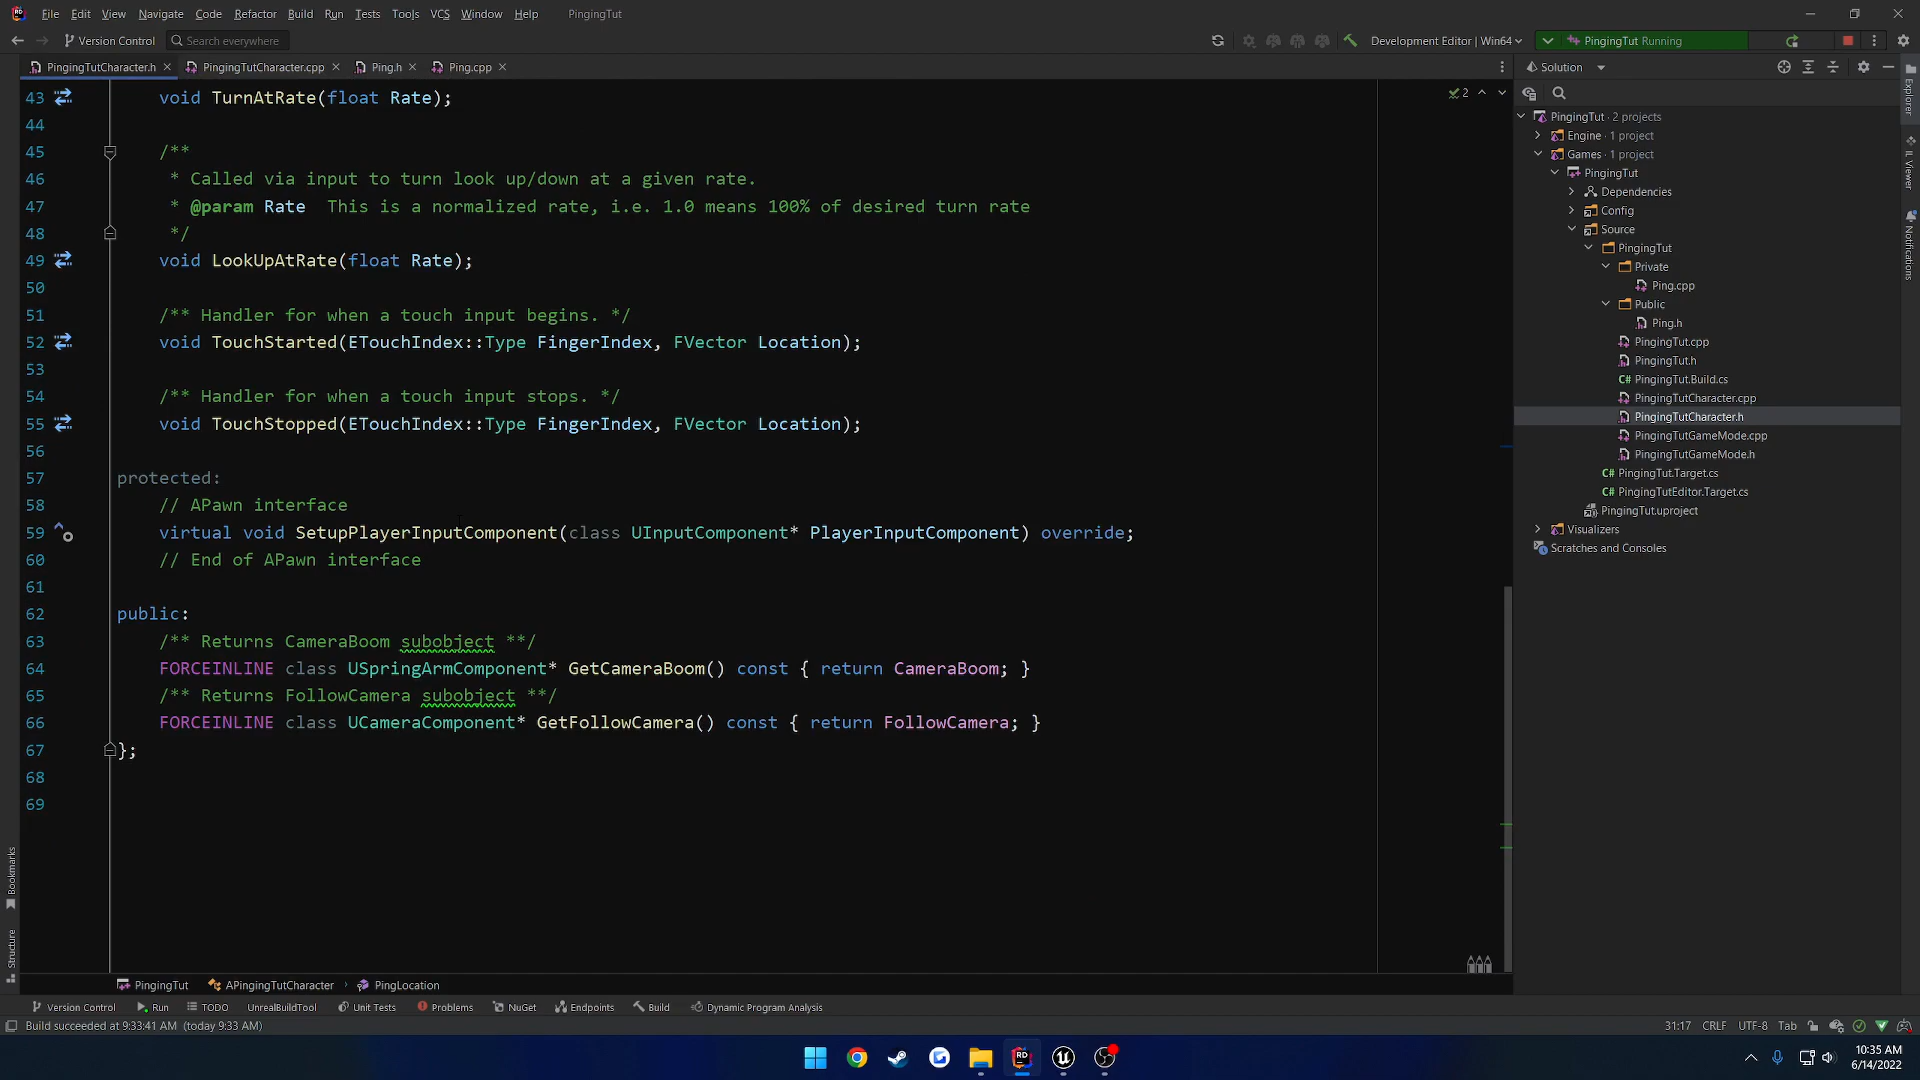 File Edit View Navigate Code Refactor Build Run Tests Tools VCS Window Help PingingTut
Version Control Search everywhere Development Editor | Win64 PingingTut Running
PingingTutCharacter.h PingingTutCharacter.cpp Ping.h Ping.cpp Solution
43 void TurnAtRate(float Rate); 2
44
45 /**
46 * Called via input to turn look up/down at a given rate.
47 * @param Rate This is a normalized rate, i.e. 1.0 means 100% of desired turn rate
48 */
49 void LookUpAtRate(float Rate);
50
51 /** Handler for when a touch input begins. */
52 void TouchStarted(ETouchIndex::Type FingerIndex, FVector Location);
53
54 /** Handler for when a touch input stops. */
55 void TouchStopped(ETouchIndex::Type FingerIndex, FVector Location);
56
57 protected:
58 // APawn interface
59 virtual void SetupPlayerInputComponent(class UInputComponent* PlayerInputComponent) override;
60 // End of APawn interface
61
62 public:
63 /** Returns CameraBoom subobject **/
64 FORCEINLINE class USpringArmComponent* GetCameraBoom() const { return CameraBoom; }
65 /** Returns FollowCamera subobject **/
66 FORCEINLINE class UCameraComponent* GetFollowCamera() const { return FollowCamera; }
67 };
68
69
PingingTut · 2 projects
Engine · 1 project
Games · 1 project
PingingTut
Dependencies
Config
Source
PingingTut
Private
Ping.cpp
Public
Ping.h
PingingTut.cpp
PingingTut.h
C# PingingTut.Build.cs
PingingTutCharacter.cpp
PingingTutCharacter.h
PingingTutGameMode.cpp
PingingTutGameMode.h
C# PingingTut.Target.cs
C# PingingTutEditor.Target.cs
PingingTut.uproject
Visualizers
Scratches and Consoles
Explorer
IL Viewer
Notifications
Bookmarks
Structure
PingingTut APingingTutCharacter PingLocation
Version Control Run TODO UnrealBuildTool Unit Tests Problems NuGet Endpoints Build Dynamic Program Analysis
Build succeeded at 9:33:41 AM (today 9:33 AM) 31:17 CRLF UTF-8 Tab
10:35 AM
6/14/2022